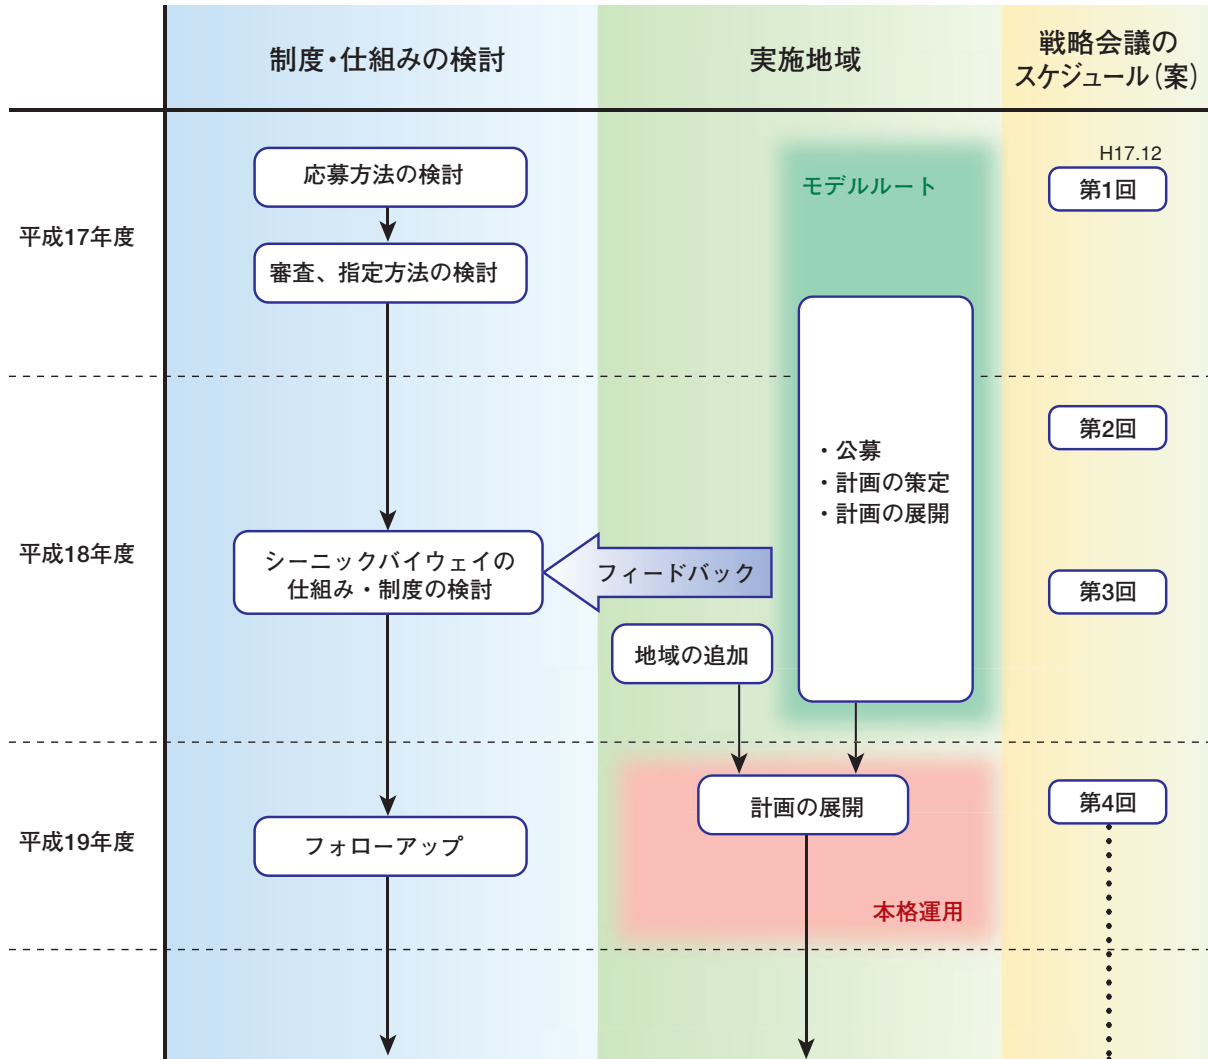 制度・仕組みの検討
実施地域
戦略会議の
スケジュール（案）
平成17年度
応募方法の検討
審査、指定方法の検討
モデルルート
H17.12
第1回
平成18年度
シーニックバイウェイの
仕組み・制度の検討
フィードバック
・公募
・計画の策定
・計画の展開
地域の追加
第2回
第3回
平成19年度
フォローアップ
計画の展開
本格運用
第4回